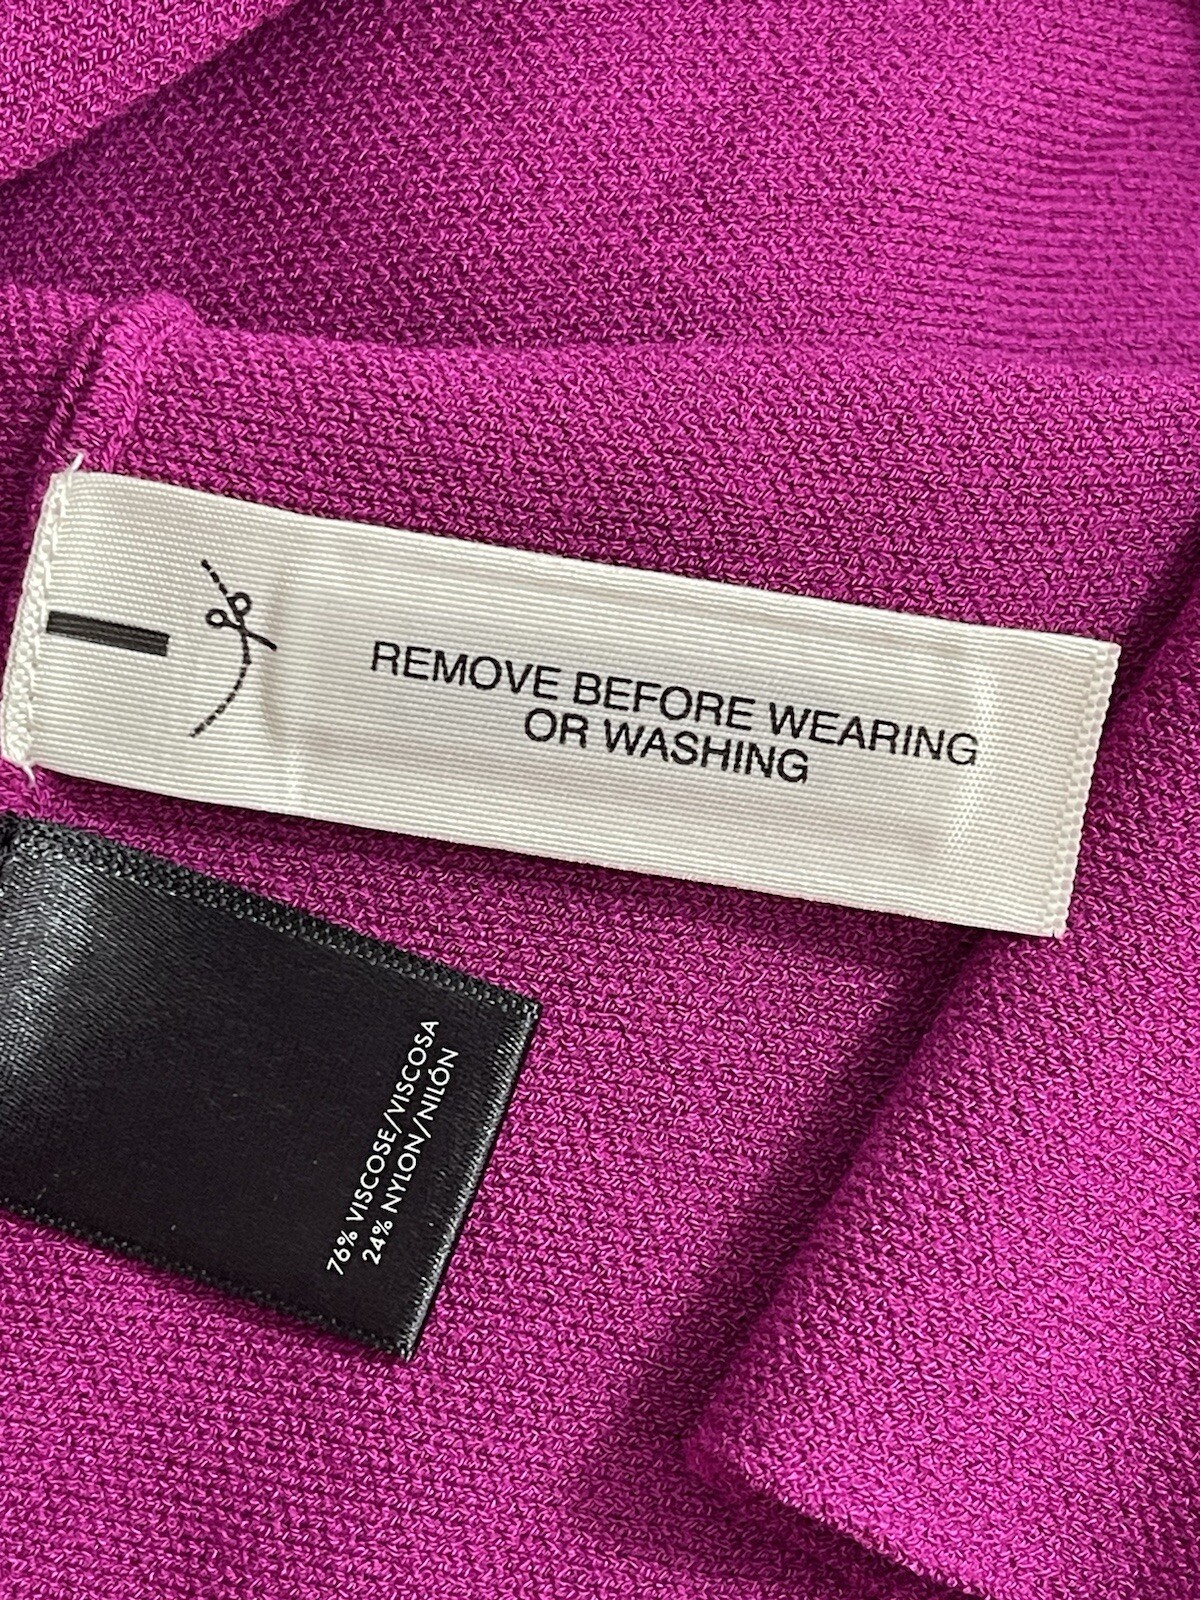 REMOVE BEFORE WEARING
OR WASHING
76% VISCOSE/VISCOSA
24% NYLON/NILÓN